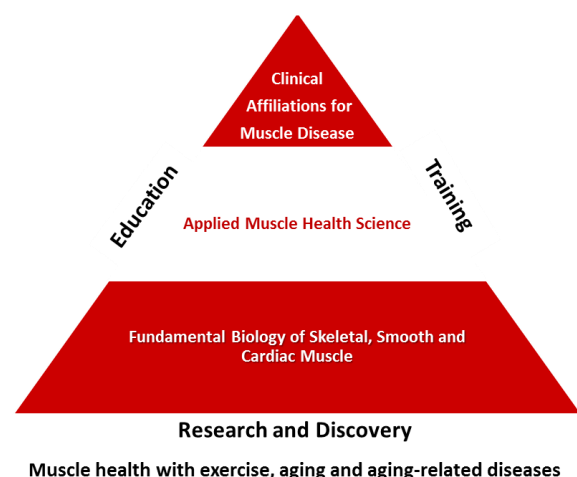 Clinical
Affiliations for
Muscle Disease
Education
Training
Applied Muscle Health Science
Fundamental Biology of Skeletal, Smooth and
Cardiac Muscle
Research and Discovery
Muscle health with exercise, aging and aging-related diseases